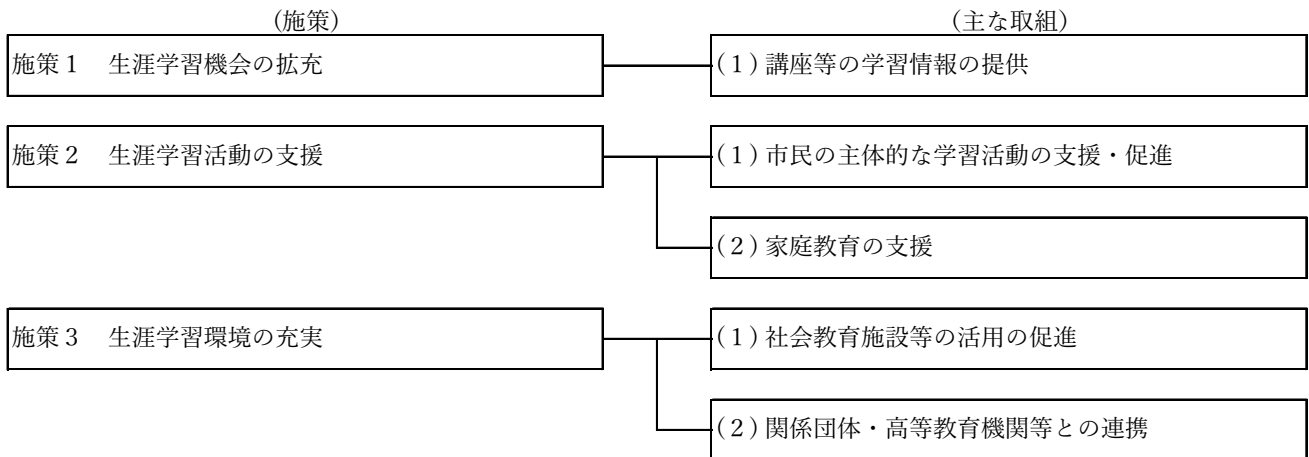 (施策)
(主な取組)
施策１　生涯学習機会の拡充
(１)講座等の学習情報の提供
施策２　生涯学習活動の支援
(１)市民の主体的な学習活動の支援・促進
(２)家庭教育の支援
施策３　生涯学習環境の充実
(１)社会教育施設等の活用の促進
(２)関係団体・高等教育機関等との連携